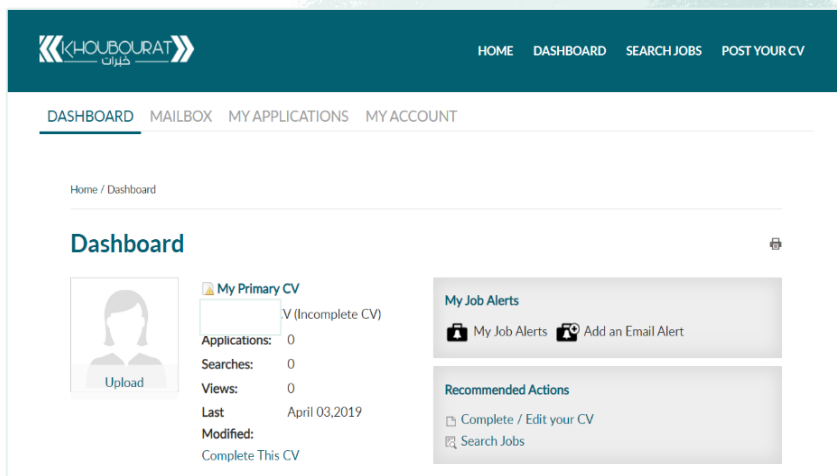 KHOUBOURAT
خبرات
HOME DASHBOARD SEARCH JOBS POST YOUR CV
DASHBOARD MAILBOX MY APPLICATIONS MY ACCOUNT
Home / Dashboard
Dashboard
Upload
My Primary CV
CV (Incomplete CV)
Applications: 0
Searches: 0
Views: 0
Last April 03,2019
Modified:
Complete This CV
My Job Alerts
My Job Alerts Add an Email Alert
Recommended Actions
Complete / Edit your CV
Search Jobs